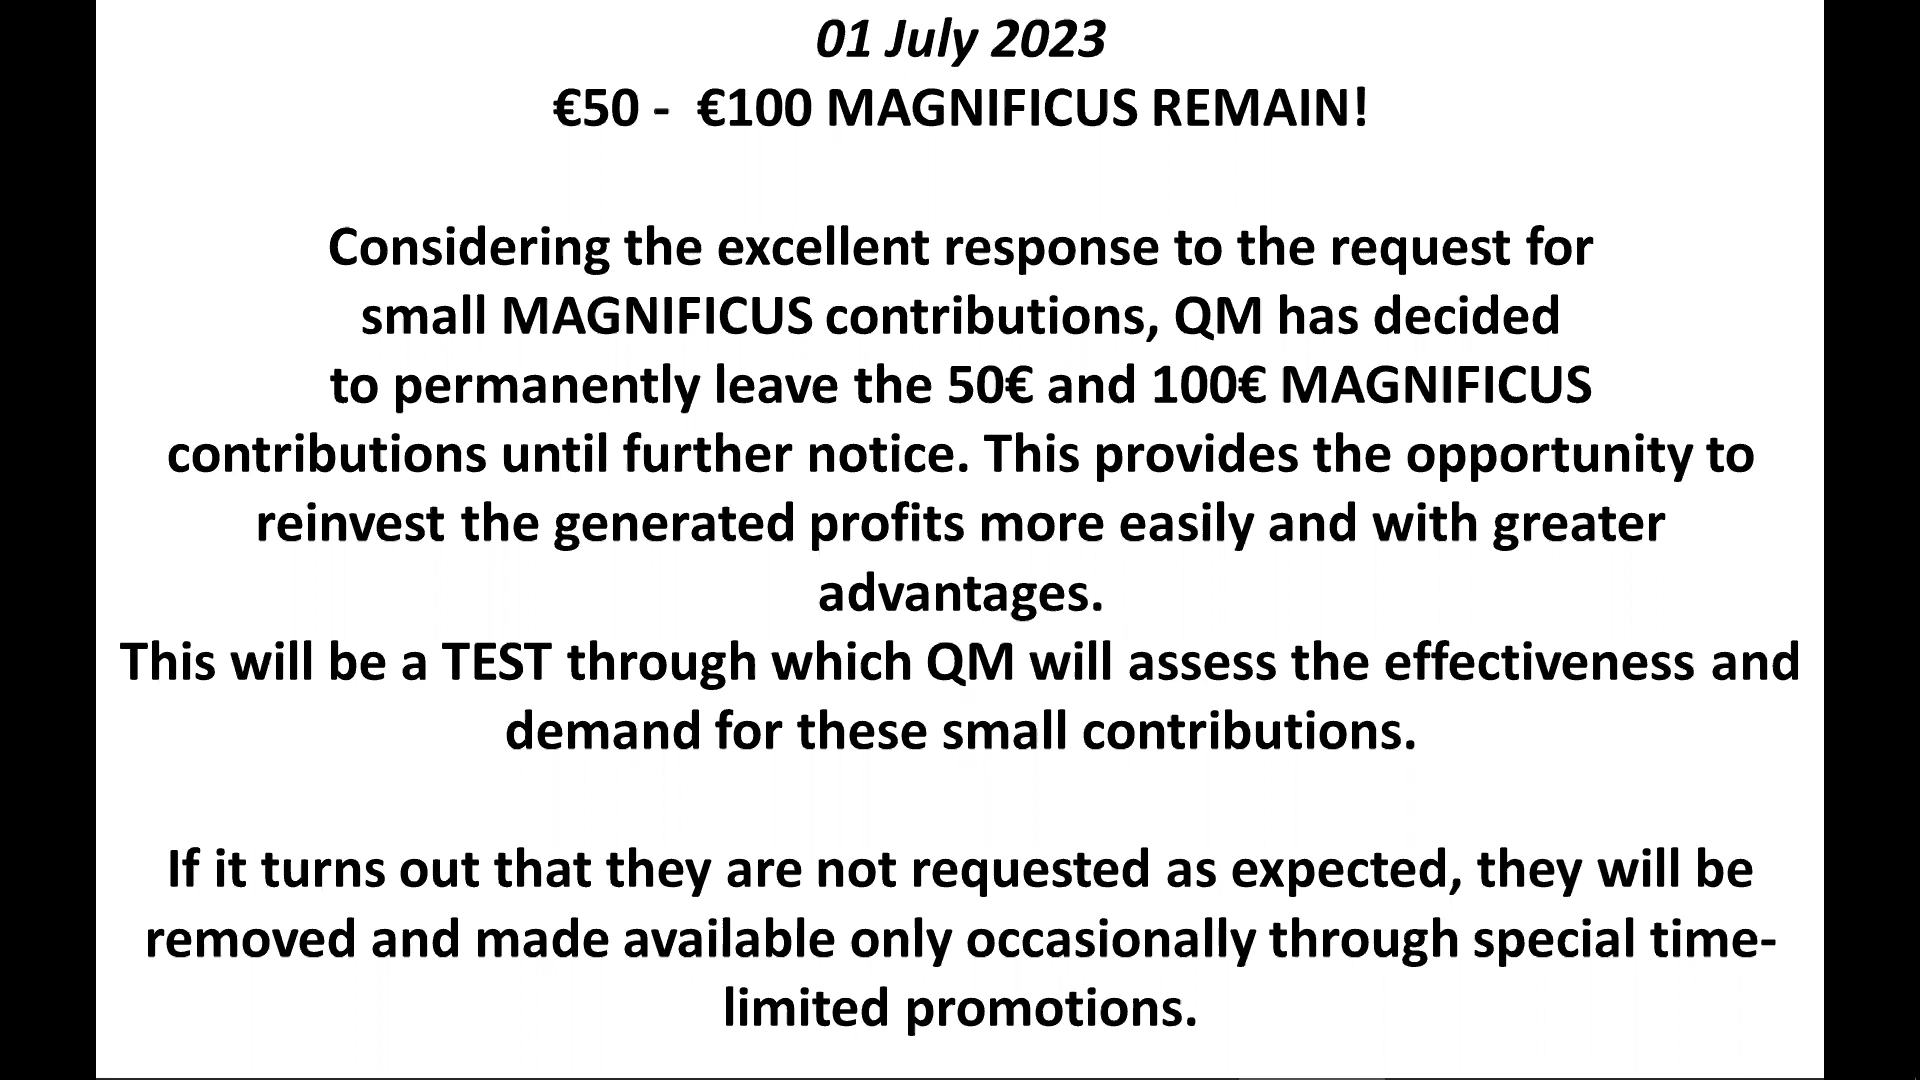 01 July 2023
€50 -  €100 MAGNIFICUS REMAIN!
Considering the excellent response to the request for
small MAGNIFICUS contributions, QM has decided
to permanently leave the 50€ and 100€ MAGNIFICUS
contributions until further notice. This provides the opportunity to
reinvest the generated profits more easily and with greater
advantages.
This will be a TEST through which QM will assess the effectiveness and
demand for these small contributions.
If it turns out that they are not requested as expected, they will be
removed and made available only occasionally through special time-
limited promotions.